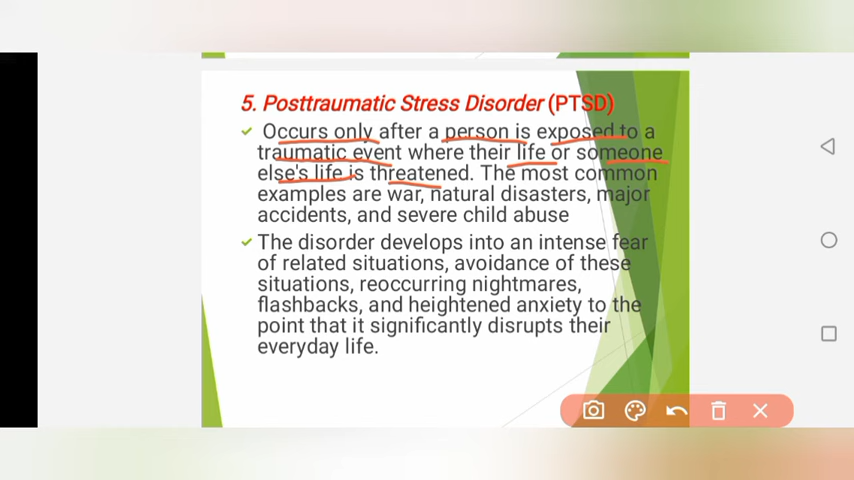 5. Posttraumatic Stress Disorder (PTSD)
✓ Occurs only after a person is exposed to a
traumatic event where their life or someone
else's life is threatened. The most common
examples are war, natural disasters, major
accidents, and severe child abuse
✓ The disorder develops into an intense fear
of related situations, avoidance of these
situations, reoccurring nightmares,
flashbacks, and heightened anxiety to the
point that it significantly disrupts their
everyday life.